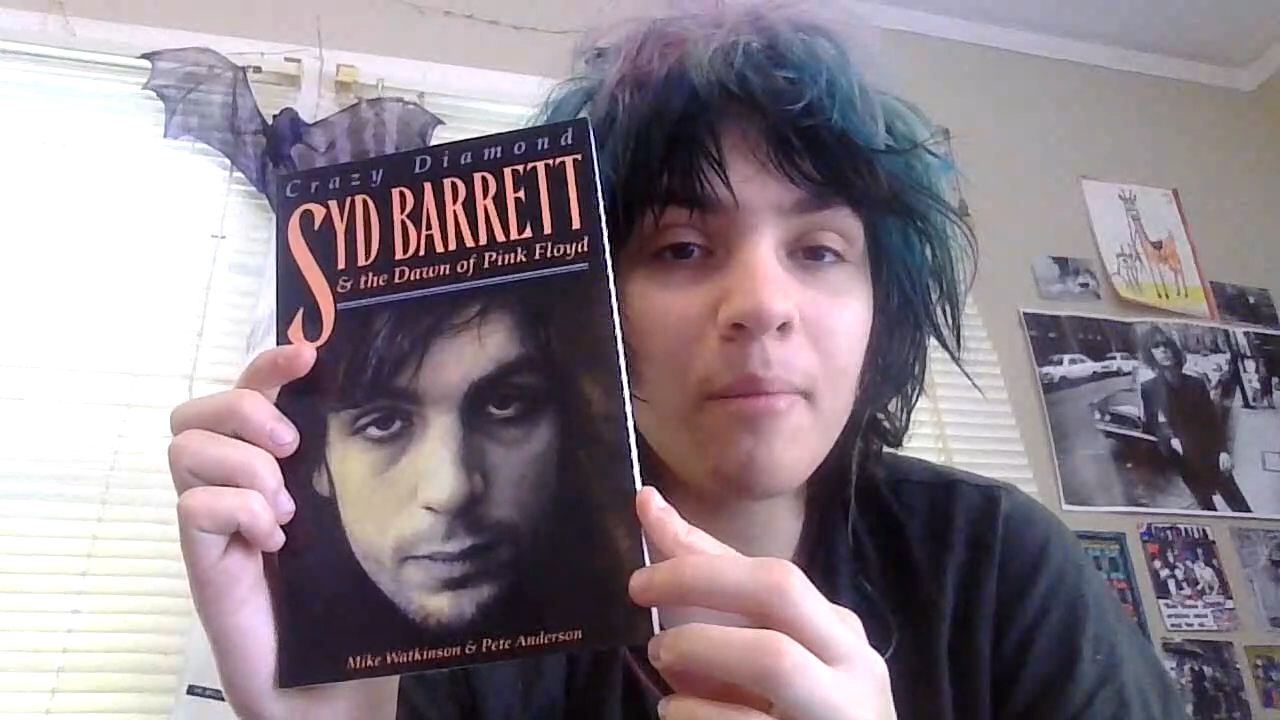 Crazy Diamond
SYD BARRETT
& the Dawn of Pink Floyd
Mike Watkinson & Pete Anderson